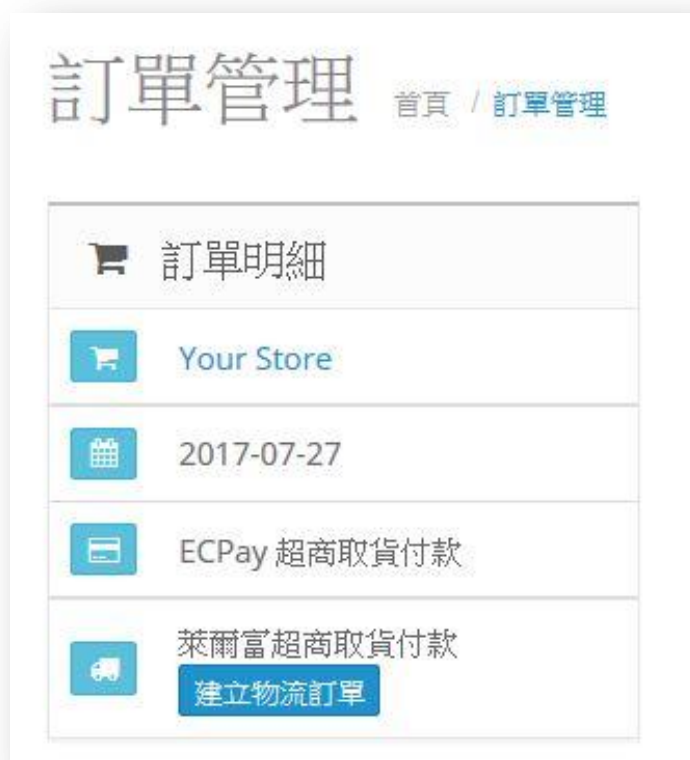 訂單管理 首頁 / 訂單管理
訂單明細
Your Store
2017-07-27
ECPay 超商取貨付款
萊爾富超商取貨付款
建立物流訂單